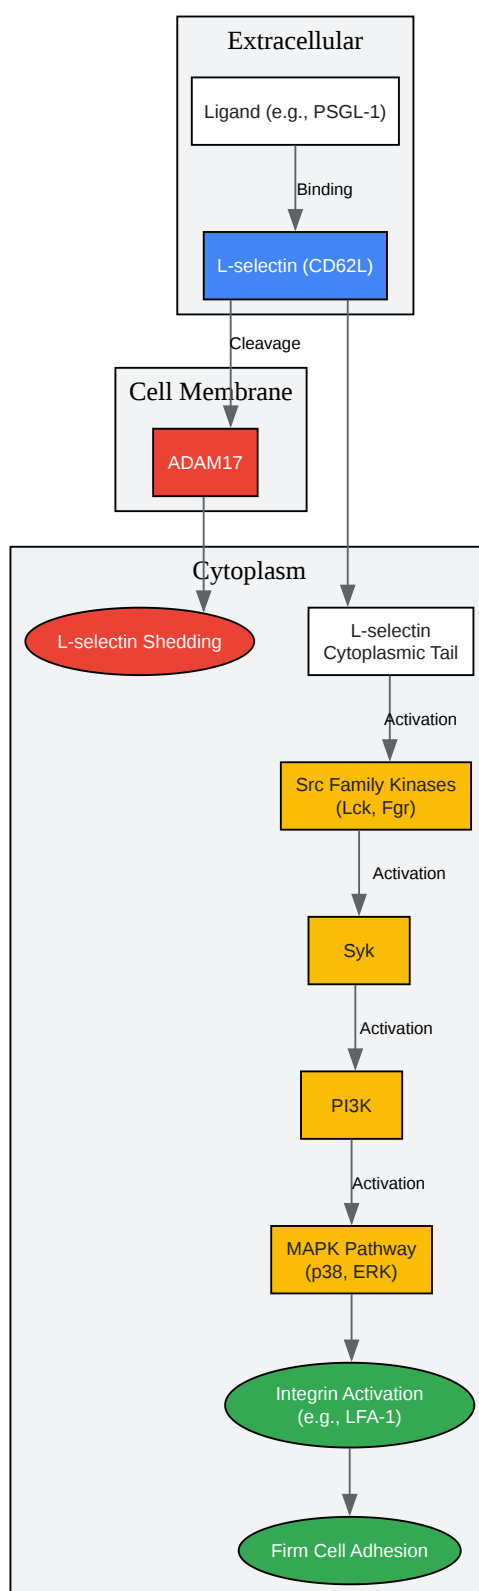 Extracellular
Ligand (e.g., PSGL-1)
Binding
L-selectin (CD62L)
Cleavage
Cell Membrane
ADAM17
Cytoplasm
L-selectin Shedding
L-selectin
Cytoplasmic Tail
Activation
Src Family Kinases
(Lck, Fgr)
Activation
Syk
Activation
PI3K
Activation
MAPK Pathway
(p38, ERK)
Integrin Activation
(e.g., LFA-1)
Firm Cell Adhesion